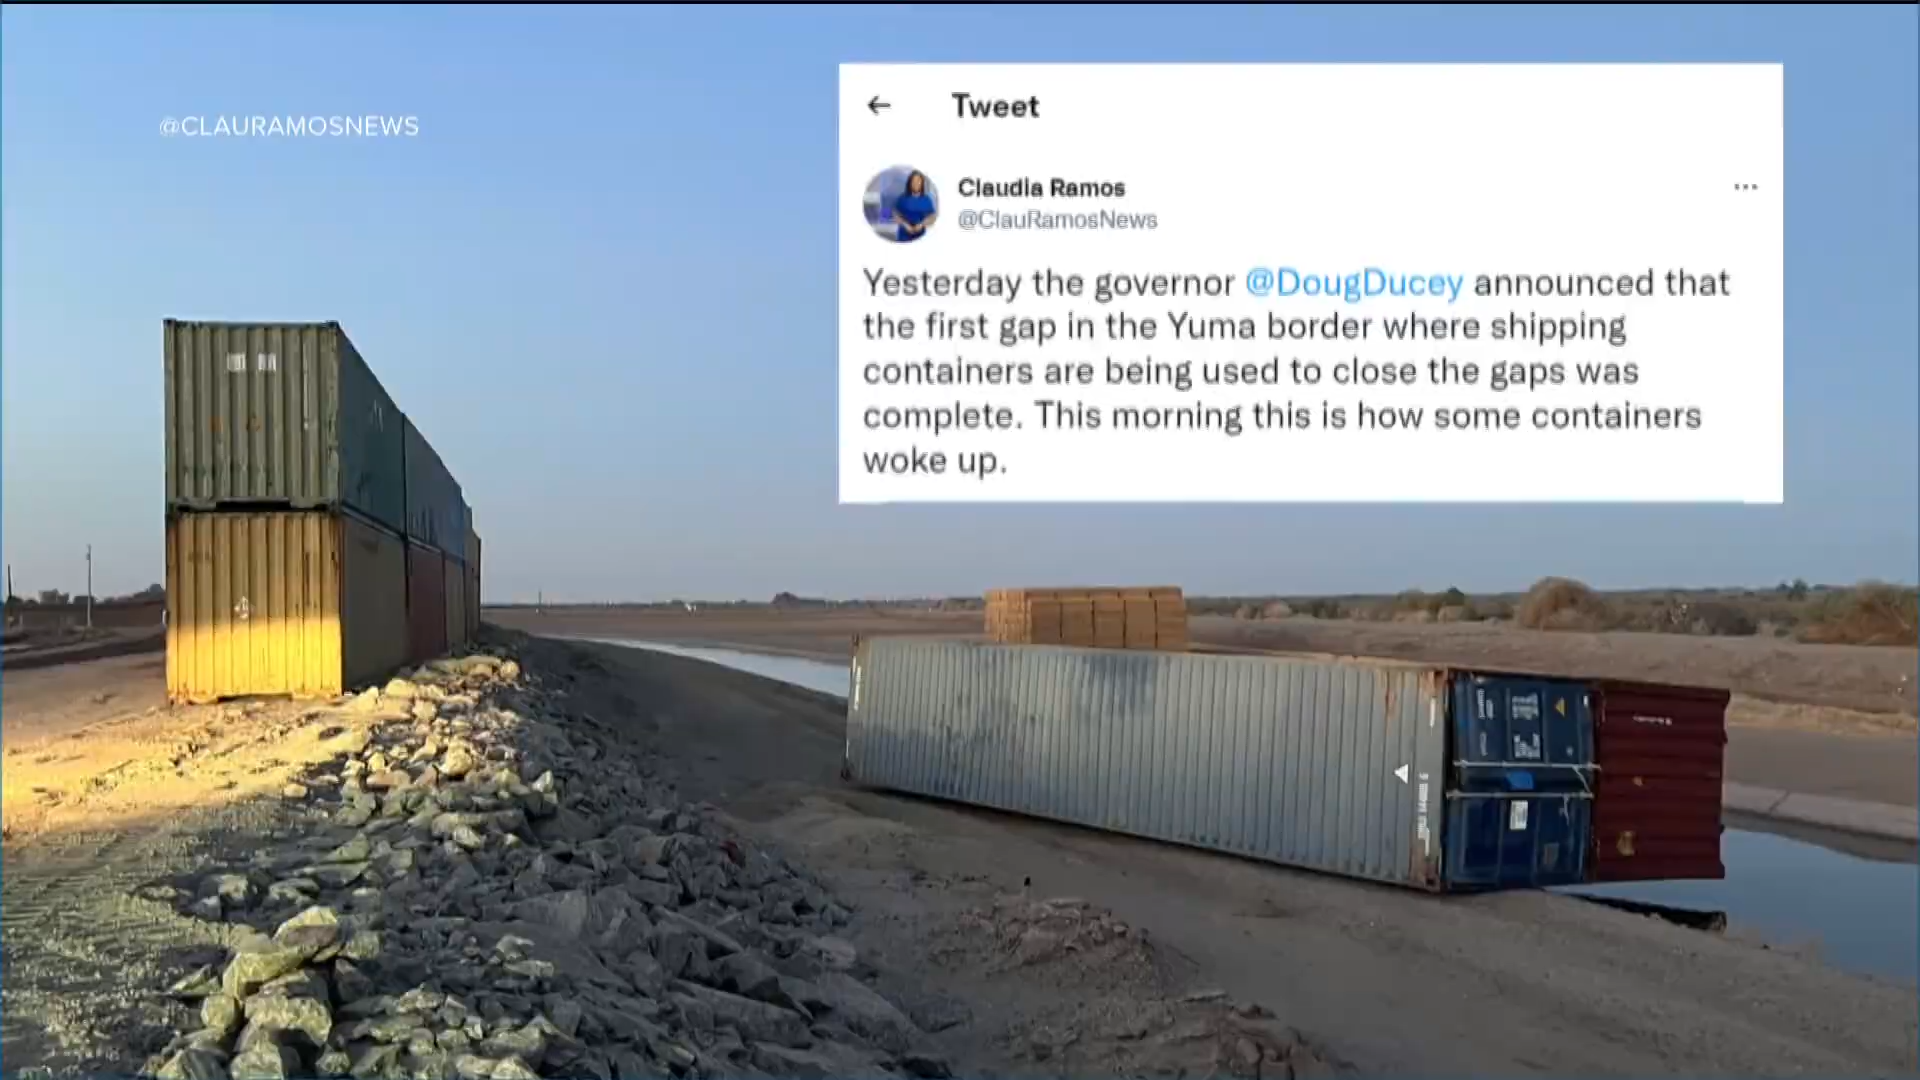 @CLAURAMOSNEWS
Tweet
Claudia Ramos
@ClauRamosNews
Yesterday the governor @DougDucey announced that
the first gap in the Yuma border where shipping
containers are being used to close the gaps was
complete. This morning this is how some containers
woke up.